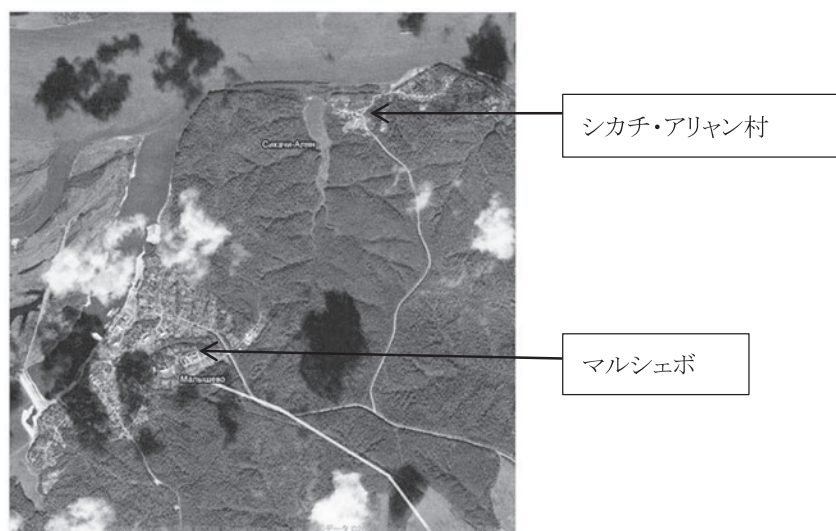 シカチ・アリャン村
Сикачи-Алян
マルシェボ
Малышево